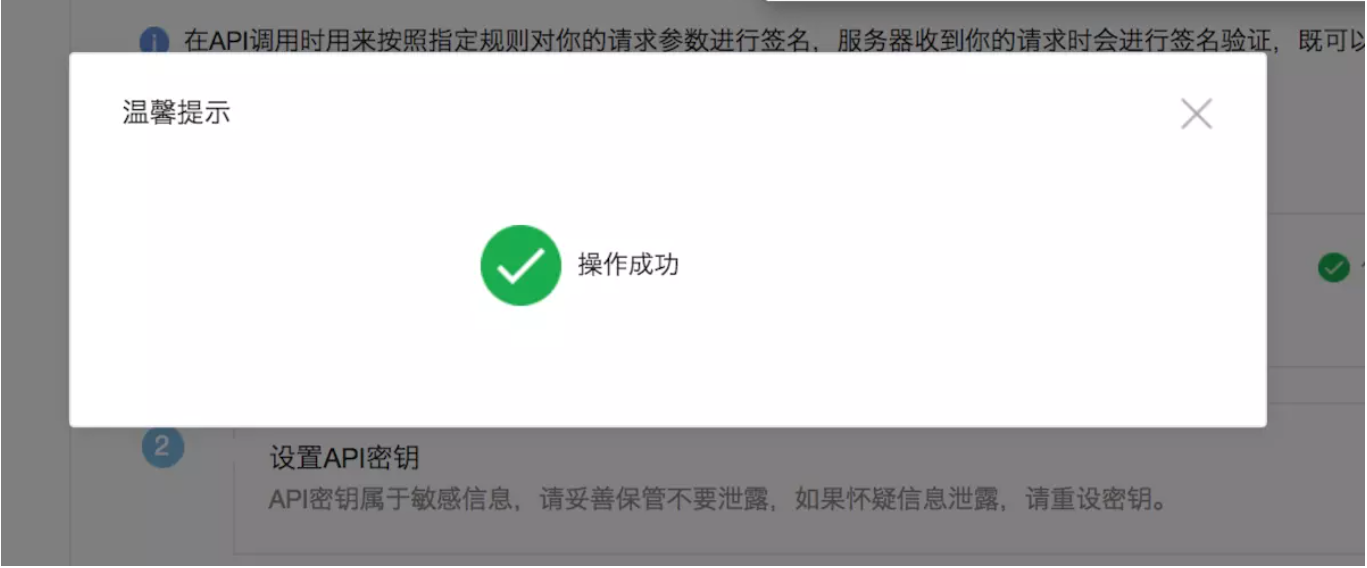 在API调用时用来按照指定规则对你的请求参数进行签名，服务器收到你的请求时会进行签名验证，既可以
温馨提示
操作成功
2
设置API密钥
API密钥属于敏感信息，请妥善保管不要泄露，如果怀疑信息泄露，请重设密钥。